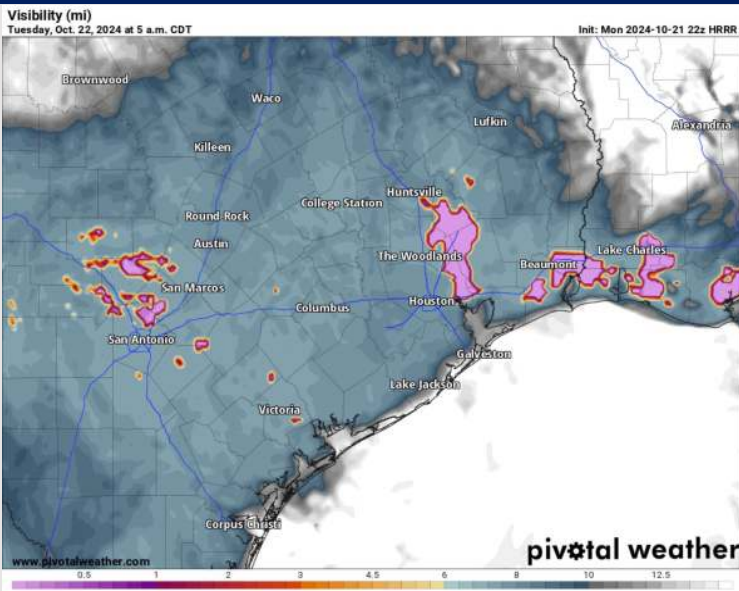 Visibility (mi)
Tuesday, Oct. 22, 2024 at 5 a.m. CDT
Init: Mon 2024-10-21 22z HRRR
Brownwood
Waco
Lufkin
Alexandria
Killeen
Huntsville
College Station
Round Rock
Austin
The Woodlands
Lake Charles
Beaumont
San Marcos
Houston
Columbus
San Antonio
Galveston
Lake Jackson
Victoria
Corpus Christi
www.pivotalweather.com
pivotal weather
0.5 1 2 3 4.5 6 8 10 12.5